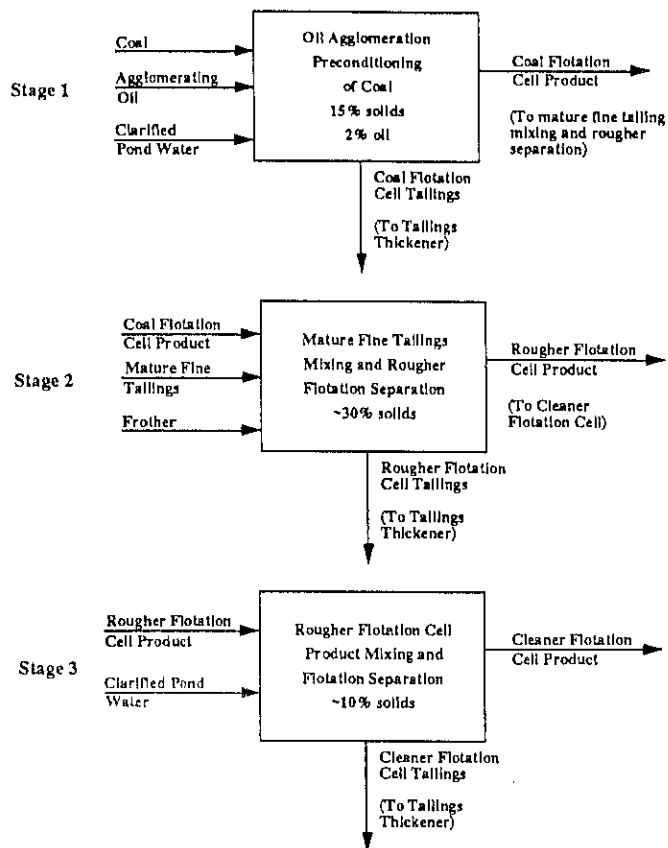 Stage 1
Coal
Agglomerating
Oil
Clarified
Pond Water
Oil Agglomeration
Preconditioning
of Coal
15% solids
2% oil
Coal Flotation
Cell Product
(To mature fine tailing
mixing and rougher
separation)
Coal Flotation
Cell Tailings
(To Tailings
Thickener)
Stage 2
Coal Flotation
Cell Product
Mature Fine
Tailings
Frother
Mature Fine Tailings
Mixing and Rougher
Flotation Separation
~30% solids
Rougher Flotation
Cell Product
(To Cleaner
Flotation Cell)
Rougher Flotation
Cell Tailings
(To Tailings
Thickener)
Stage 3
Rougher Flotation
Cell Product
Clarified Pond
Water
Rougher Flotation Cell
Product Mixing and
Flotation Separation
~10% solids
Cleaner Flotation
Cell Product
Cleaner Flotation
Cell Tailings
(To Tailings
Thickener)